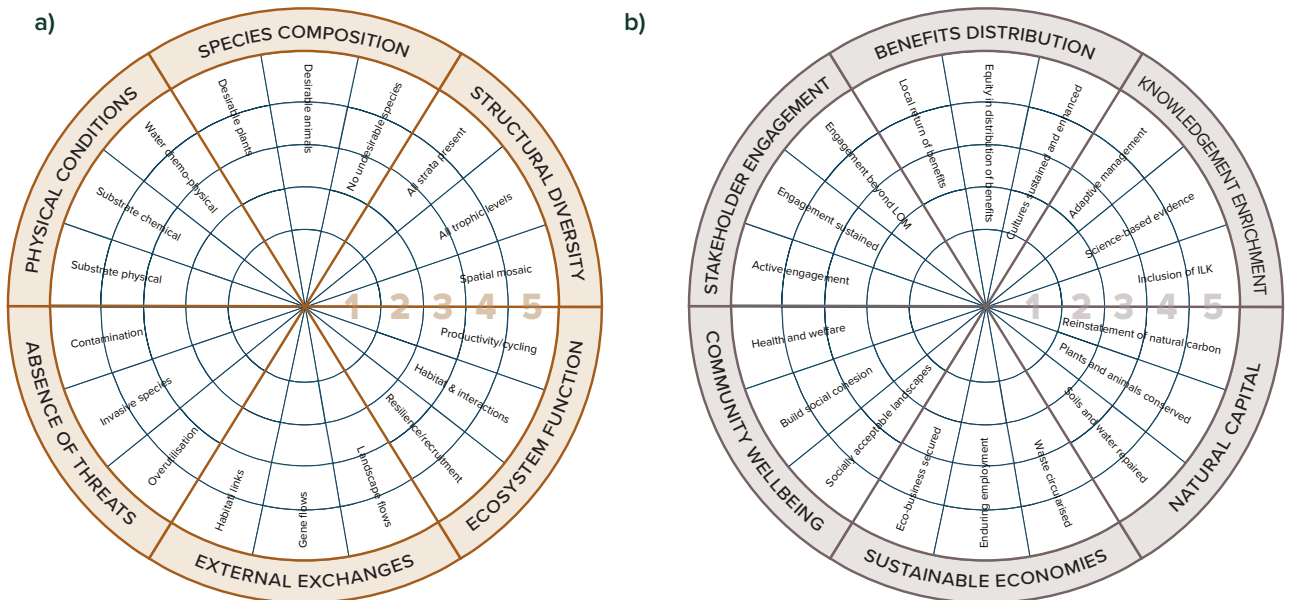 a)
SPECIES COMPOSITION
STRUCTURAL DIVERSITY
ECOSYSTEM FUNCTION
EXTERNAL EXCHANGES
ABSENCE OF THREATS
PHYSICAL CONDITIONS
Desirable plants
Desirable animals
No undesirable species
All strata present
All trophic levels
Spatial mosaic
1 2 3 4 5
Productivity/cycling
Habitat & interactions
Resilience/recruitment
Landscape flows
Gene flows
Habitat links
Overutilisation
Invasive species
Contamination
Substrate physical
Substrate chemical
Water chemo-physical
b)
BENEFITS DISTRIBUTION
KNOWLEDGEMENT ENRICHMENT
NATURAL CAPITAL
SUSTAINABLE ECONOMIES
COMMUNITY WELLBEING
STAKEHOLDER ENGAGEMENT
Local return of benefits
Equity in dstribution of benefits
Cultures sustained and enhanced
Adaptive management
Science-based evidence
Inclusion of ILK
1 2 3 4 5
Reinstatement of natural carbon
Plants and animals conserved
Soils and water repaired
Waste circularised
Enduring employment
Eco-business secured
Socially acceptable landscapes
Build social cohesion
Health and welfare
Active engagement
Engagement sustained
Engagement beyond LOM